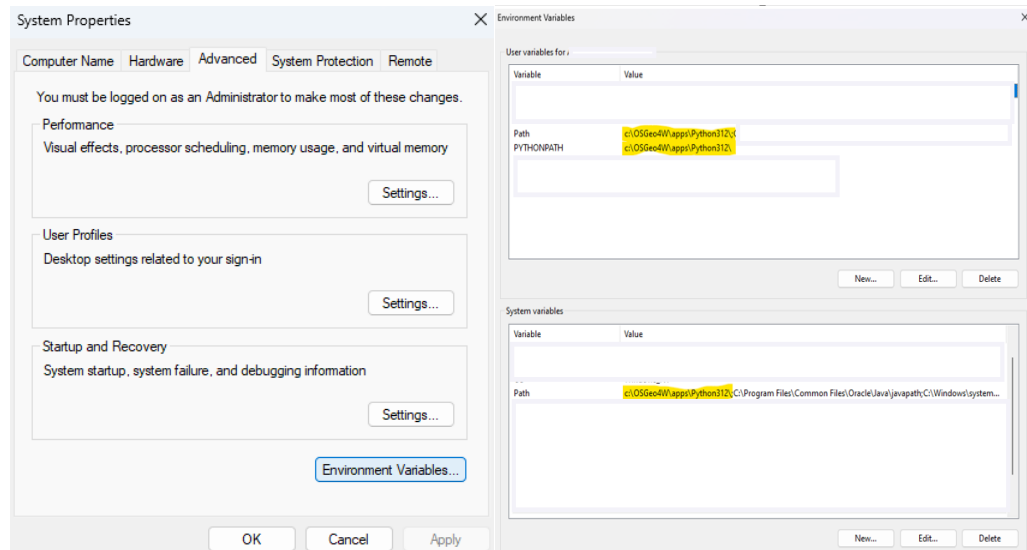 System Properties
Computer Name Hardware Advanced System Protection Remote
You must be logged on as an Administrator to make most of these changes.
Performance
Visual effects, processor scheduling, memory usage, and virtual memory
Settings...
User Profiles
Desktop settings related to your sign-in
Settings...
Startup and Recovery
System startup, system failure, and debugging information
Settings...
Environment Variables...
OK Cancel Apply
Environment Variables
User variables for
Variable Value
Path c:\OSGeo4W\apps\Python312\;
PYTHONPATH c:\OSGeo4W\apps\Python312\
New... Edit... Delete
System variables
Variable Value
Path c:\OSGeo4W\apps\Python312\;C:\Program Files\Common Files\Oracle\Java\javapath;C:\Windows\system...
New... Edit... Delete